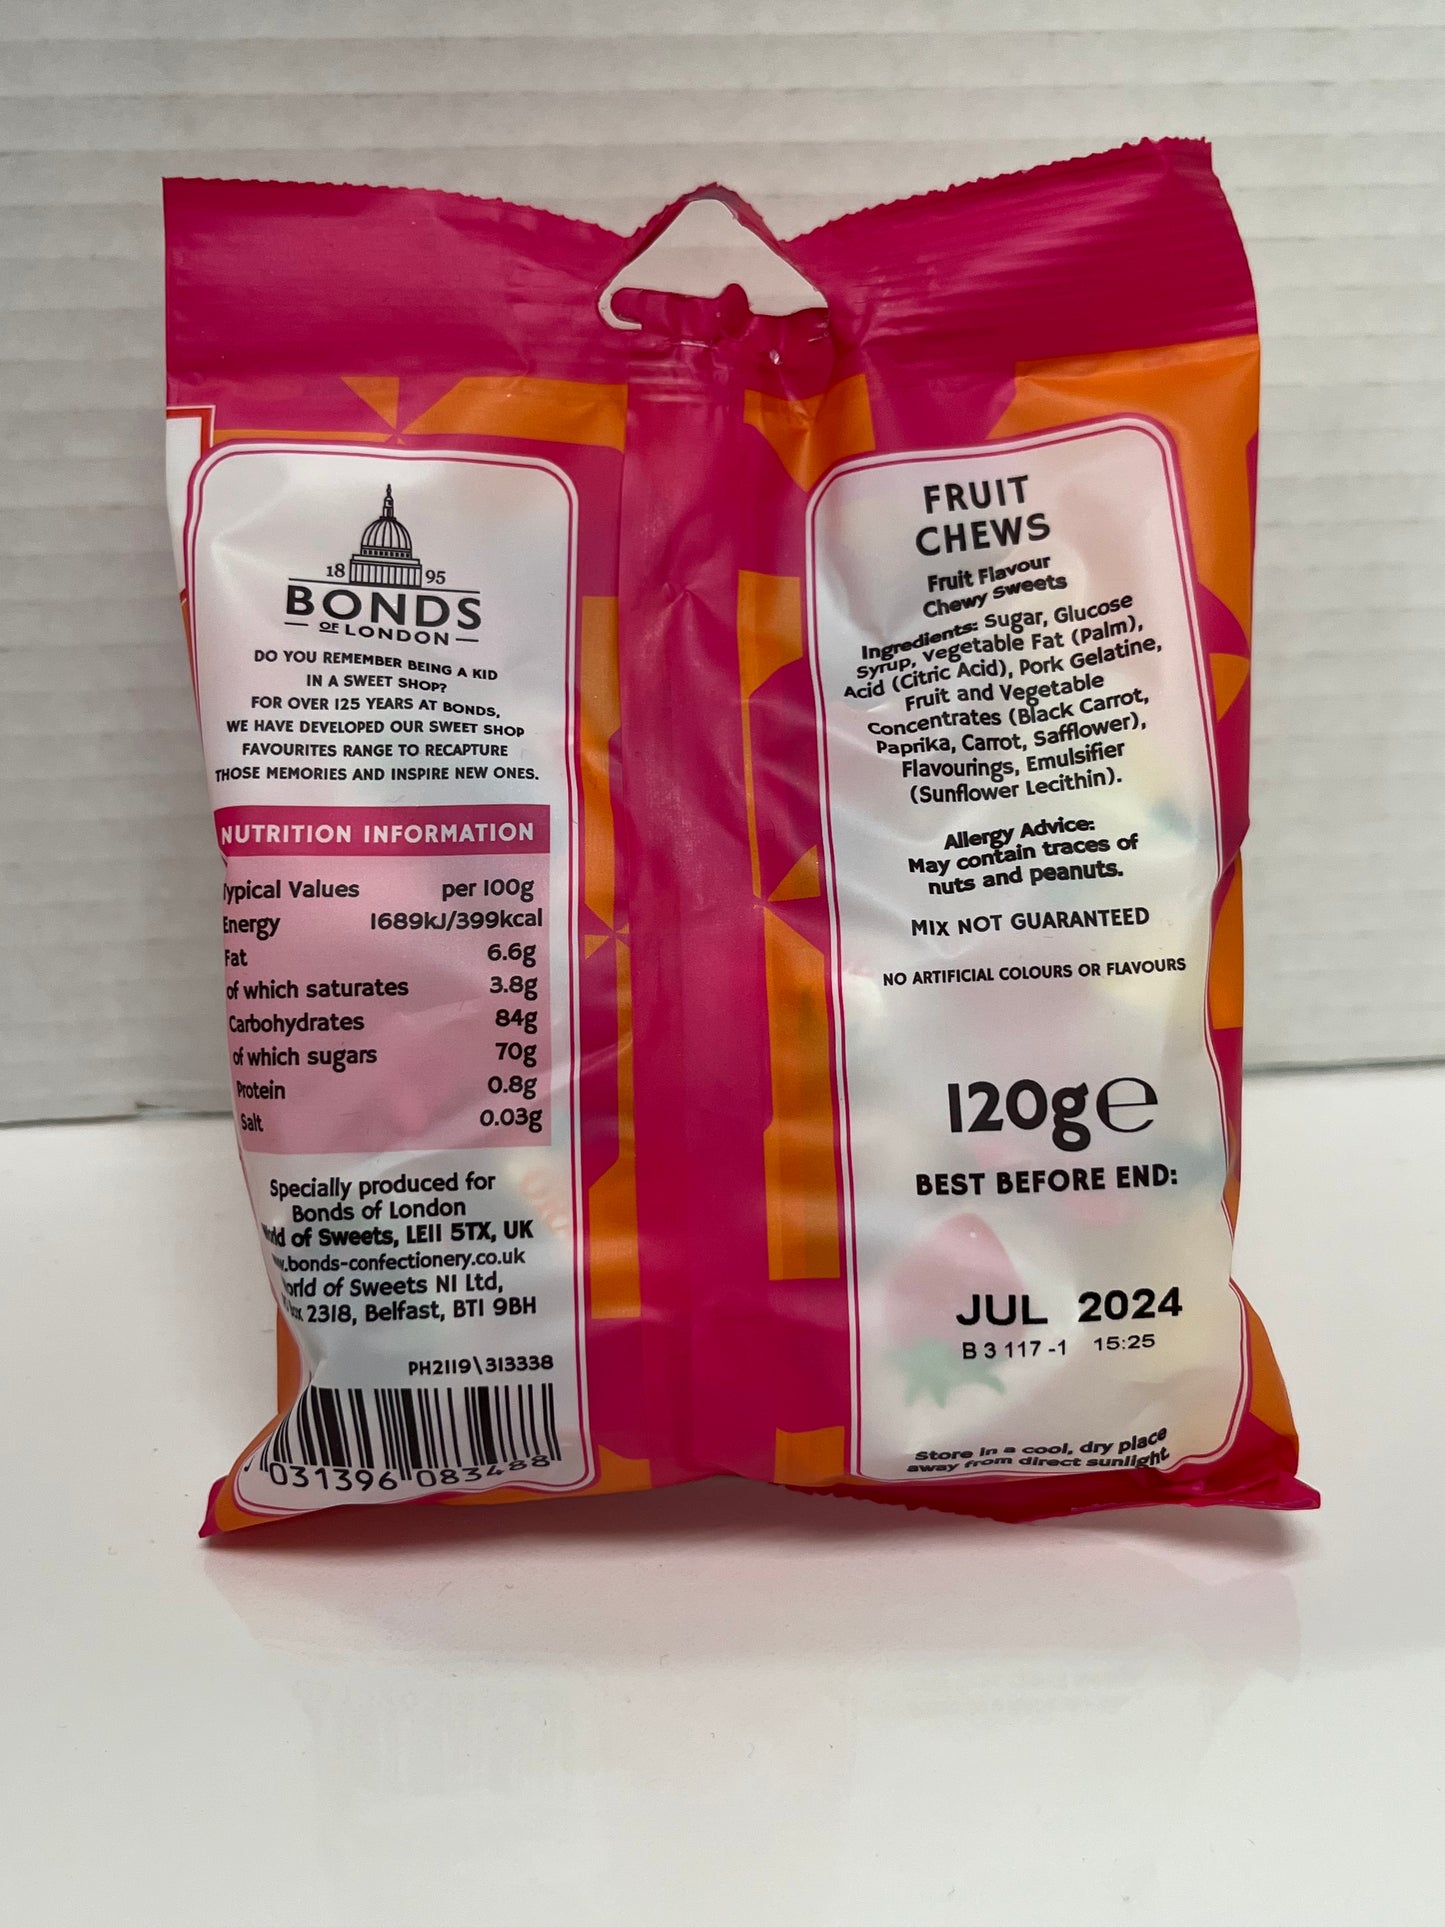 18 95
BONDS
OF LONDON
DO YOU REMEMBER BEING A KID
IN A SWEET SHOP?
FOR OVER 125 YEARS AT BONDS,
WE HAVE DEVELOPED OUR SWEET SHOP
FAVOURITES RANGE TO RECAPTURE
THOSE MEMORIES AND INSPIRE NEW ONES.
NUTRITION INFORMATION
Typical Values per 100g
Energy 1689kJ/399kcal
Fat 6.6g
of which saturates 3.8g
Carbohydrates 84g
of which sugars 70g
Protein 0.8g
Salt 0.03g
Specially produced for
Bonds of London
World of Sweets, LE11 5TX, UK
www.bonds-confectionery.co.uk
World of Sweets NI Ltd,
Box 2318, Belfast, BT1 9BH
PH2119\313338
031396 083488
FRUIT
CHEWS
Fruit Flavour
Chewy Sweets
Ingredients: Sugar, Glucose
Syrup, Vegetable Fat (Palm),
Acid (Citric Acid), Pork Gelatine,
Fruit and Vegetable
Concentrates (Black Carrot,
Paprika, Carrot, Safflower),
Flavourings, Emulsifier
(Sunflower Lecithin).
Allergy Advice:
May contain traces of
nuts and peanuts.
MIX NOT GUARANTEED
NO ARTIFICIAL COLOURS OR FLAVOURS
120g℮
BEST BEFORE END:
JUL 2024
B 3 117 -1 15:25
Store in a cool, dry place
away from direct sunlight